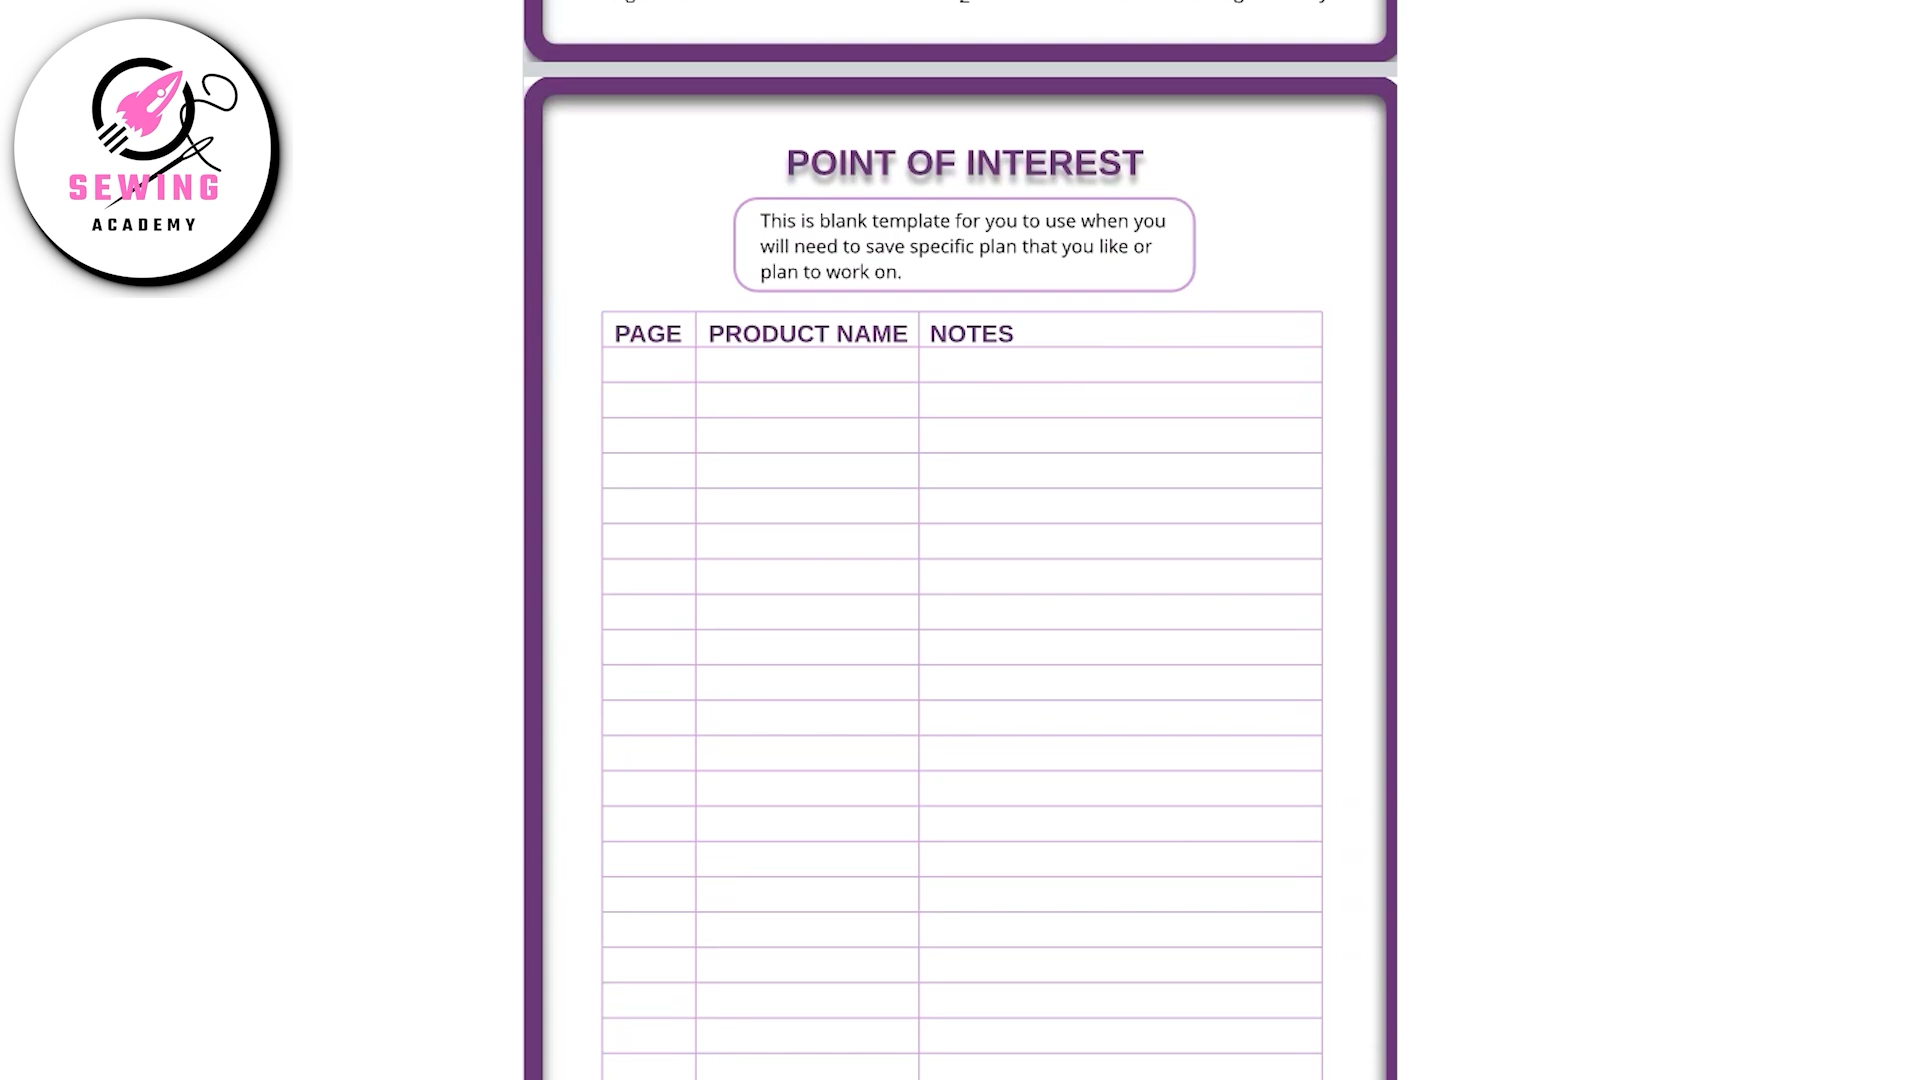 SEWING
ACADEMY
POINT OF INTEREST
This is blank template for you to use when you
will need to save specific plan that you like or
plan to work on.
PAGE PRODUCT NAME NOTES